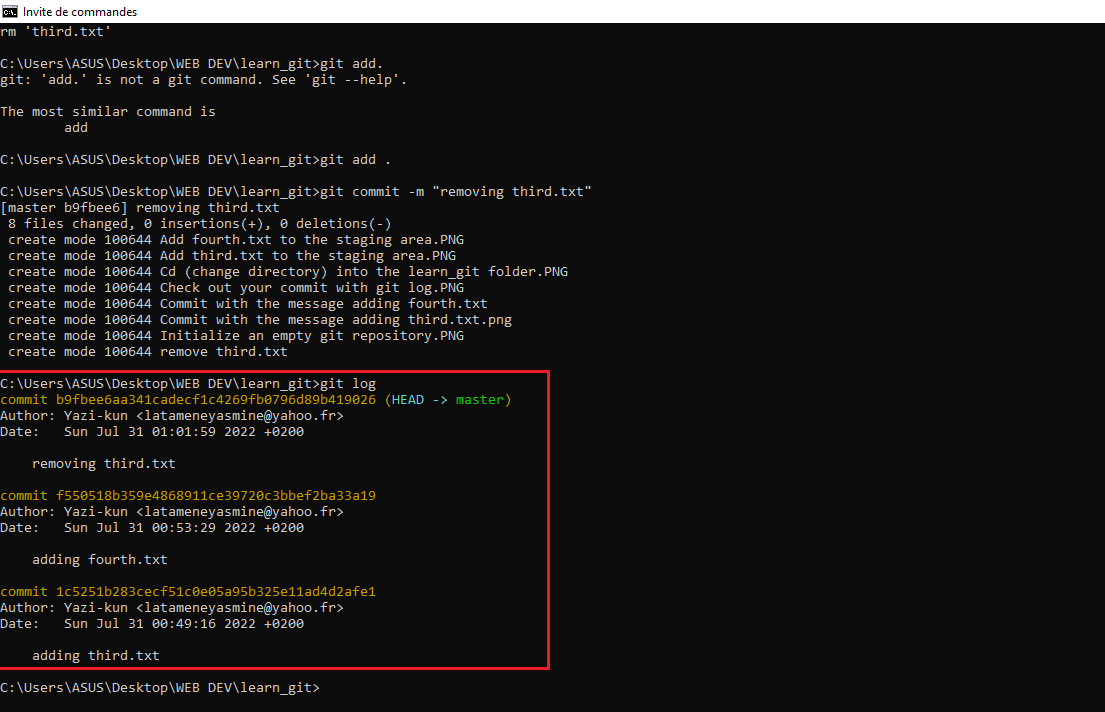 Invite de commandes
rm 'third.txt'
C:\Users\ASUS\Desktop\WEB DEV\learn_git>git add.
git: 'add.' is not a git command. See 'git --help'.
The most similar command is
        add
C:\Users\ASUS\Desktop\WEB DEV\learn_git>git add .
C:\Users\ASUS\Desktop\WEB DEV\learn_git>git commit -m "removing third.txt"
[master b9fbee6] removing third.txt
 8 files changed, 0 insertions(+), 0 deletions(-)
 create mode 100644 Add fourth.txt to the staging area.PNG
 create mode 100644 Add third.txt to the staging area.PNG
 create mode 100644 Cd (change directory) into the learn_git folder.PNG
 create mode 100644 Check out your commit with git log.PNG
 create mode 100644 Commit with the message adding fourth.txt
 create mode 100644 Commit with the message adding third.txt.png
 create mode 100644 Initialize an empty git repository.PNG
 create mode 100644 remove third.txt
C:\Users\ASUS\Desktop\WEB DEV\learn_git>git log
commit b9fbee6aa341cadecf1c4269fb0796d89b419026 (HEAD -> master)
Author: Yazi-kun <latameneyasmine@yahoo.fr>
Date:   Sun Jul 31 01:01:59 2022 +0200
    removing third.txt
commit f550518b359e4868911ce39720c3bbef2ba33a19
Author: Yazi-kun <latameneyasmine@yahoo.fr>
Date:   Sun Jul 31 00:53:29 2022 +0200
    adding fourth.txt
commit 1c5251b283cecf51c0e05a95b325e11ad4d2afe1
Author: Yazi-kun <latameneyasmine@yahoo.fr>
Date:   Sun Jul 31 00:49:16 2022 +0200
    adding third.txt
C:\Users\ASUS\Desktop\WEB DEV\learn_git>